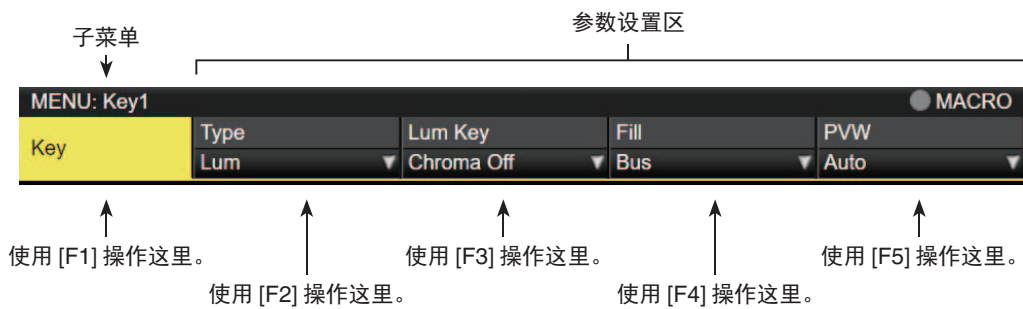 参数设置区
子菜单
MENU: Key1 MACRO
Key
Type Lum Key Fill PVW
Lum Chroma Off Bus Auto
使用 [F1] 操作这里。 使用 [F3] 操作这里。 使用 [F5] 操作这里。
使用 [F2] 操作这里。 使用 [F4] 操作这里。